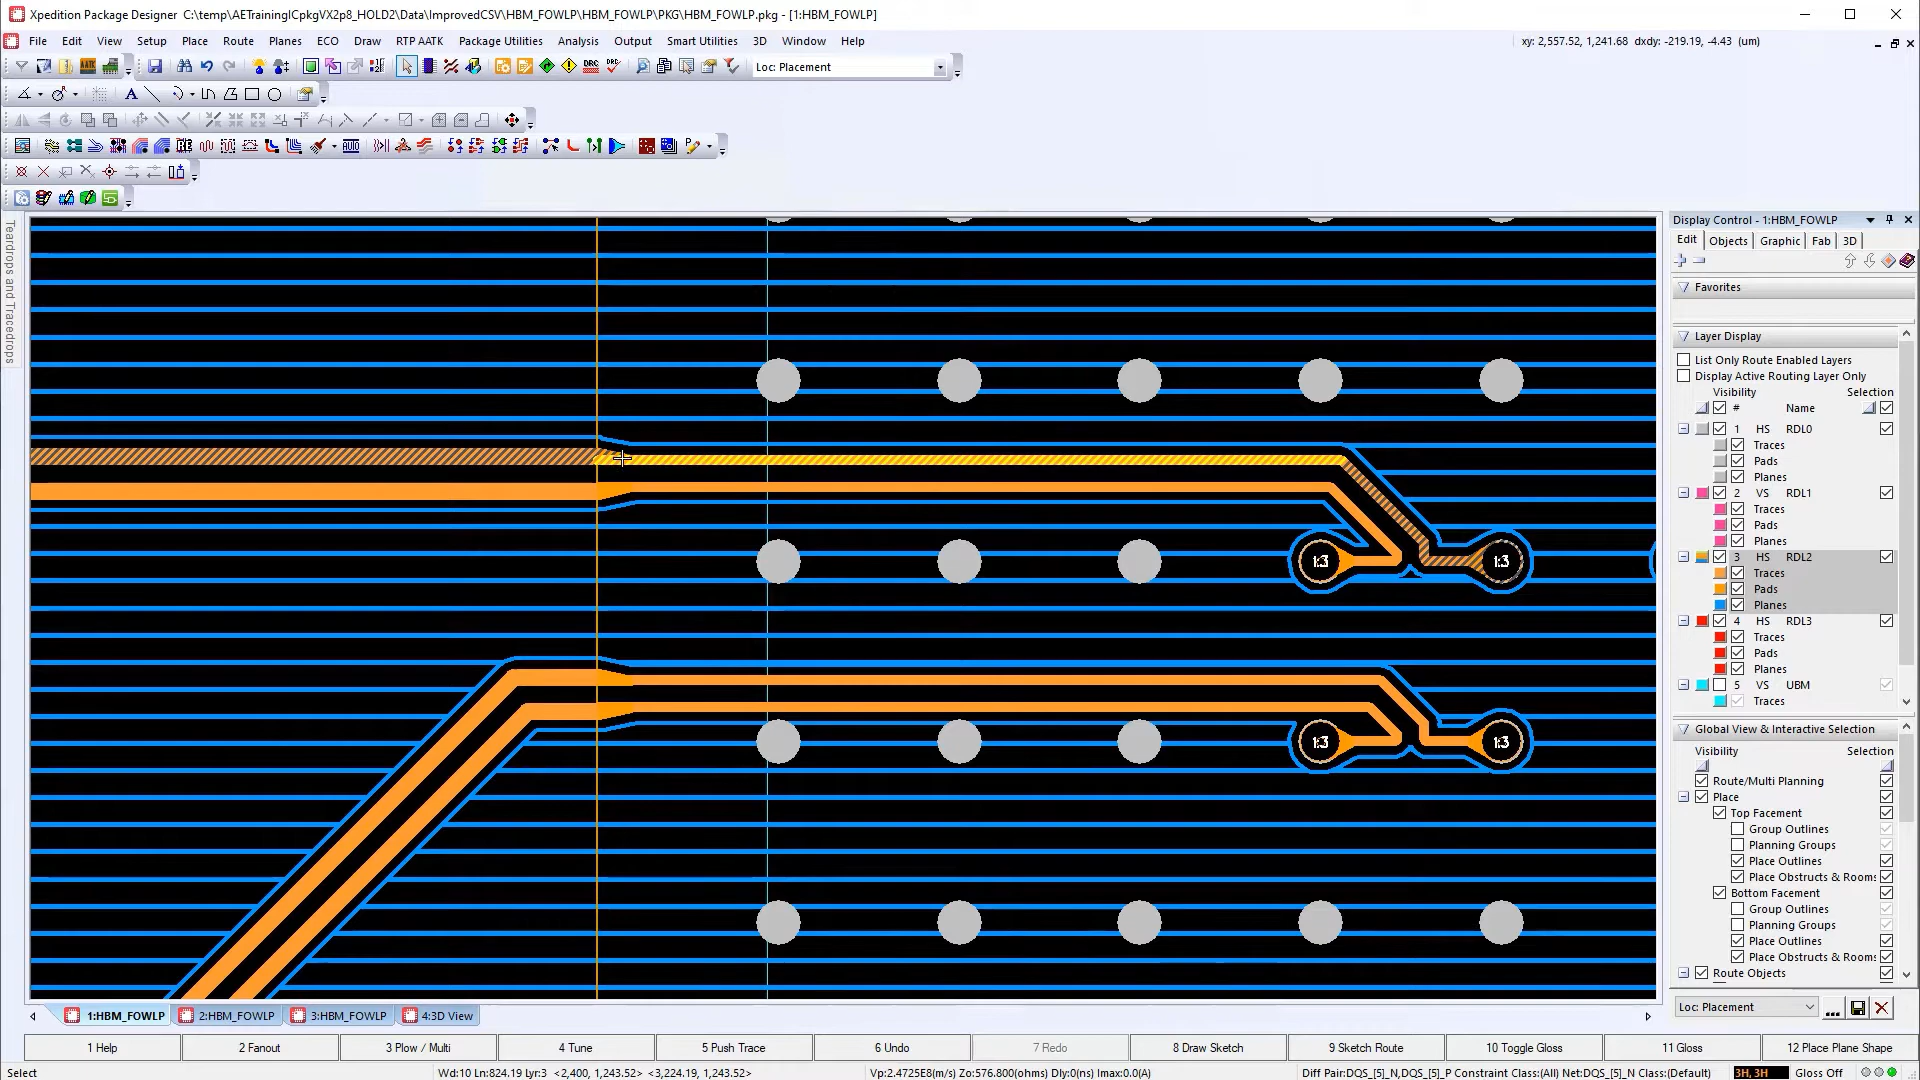 Xpedition Package Designer C:\temp\AETrainingICpkgVX2p8_HOLD2\Data\ImprovedCSV\HBM_FOWLP\HBM_FOWLP\PKG\HBM_FOWLP.pkg - [1:HBM_FOWLP]
File Edit View Setup Place Route Planes ECO Draw RTP AATK Package Utilities Analysis Output Smart Utilities 3D Window Help
xy: 2,557.52, 1,241.68 dxdy: -219.19, -4.43 (um)
Loc: Placement
Teardrops and Tracedrops
1:3 1:3
1:3 1:3
Display Control - 1:HBM_FOWLP
Edit Objects Graphic Fab 3D
Favorites
Layer Display
List Only Route Enabled Layers
Display Active Routing Layer Only
Visibility Selection
# Name
1 HS RDL0
Traces
Pads
Planes
2 VS RDL1
Traces
Pads
Planes
3 HS RDL2
Traces
Pads
Planes
4 HS RDL3
Traces
Pads
Planes
5 VS UBM
Traces
Global View & Interactive Selection
Visibility Selection
Route/Multi Planning
Place
Top Facement
Group Outlines
Planning Groups
Place Outlines
Place Obstructs & Rooms
Bottom Facement
Group Outlines
Planning Groups
Place Outlines
Place Obstructs & Rooms
Route Objects
Loc: Placement
1:HBM_FOWLP 2:HBM_FOWLP 3:HBM_FOWLP 4:3D View
1 Help 2 Fanout 3 Plow / Multi 4 Tune 5 Push Trace 6 Undo 7 Redo 8 Draw Sketch 9 Sketch Route 10 Toggle Gloss 11 Gloss 12 Place Plane Shape
Select Wd:10 Ln:824.19 Lyr:3 <2,400, 1,243.52> <3,224.19, 1,243.52> Vp:2.4725E8(m/s) Zo:576.800(ohms) Dly:0(ns) Imax:0.0(A) Diff Pair:DQS_[5]_N,DQS_[5]_P Constraint Class:(All) Net:DQS_[5]_N Class:(Default) 3H, 3H Gloss Off